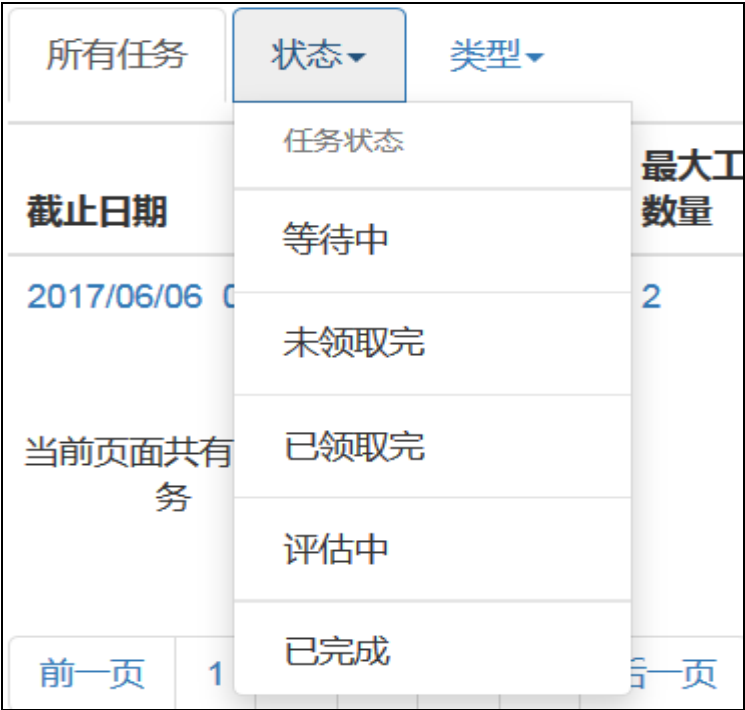 所有任务 状态 类型
任务状态
截止日期
最大工
数量
等待中
2017/06/06
2
未领取完
当前页面共有
务
已领取完
评估中
已完成
前一页 1 后一页